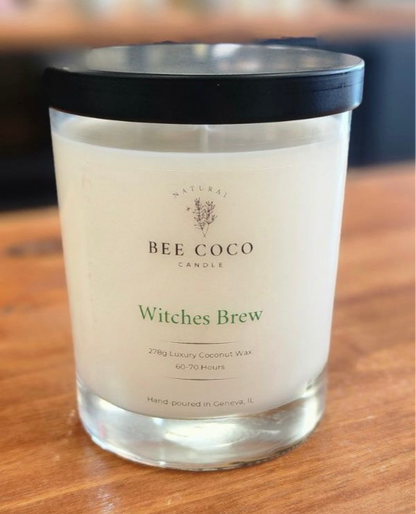 NATURAL
BEE COCO
CANDLE
Witches Brew
278g Luxury Coconut Wax
60-70 Hours
Hand-poured in Geneva, IL